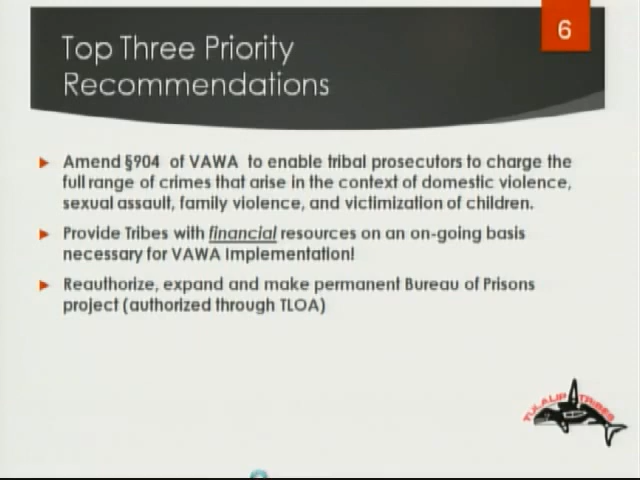 6
Top Three Priority
Recommendations
Amend §904 of VAWA to enable tribal prosecutors to charge the
full range of crimes that arise in the context of domestic violence,
sexual assault, family violence, and victimization of children.
Provide Tribes with financial resources on an on-going basis
necessary for VAWA Implementation!
Reauthorize, expand and make permanent Bureau of Prisons
project (authorized through TLOA)
TULALIP TRIBES